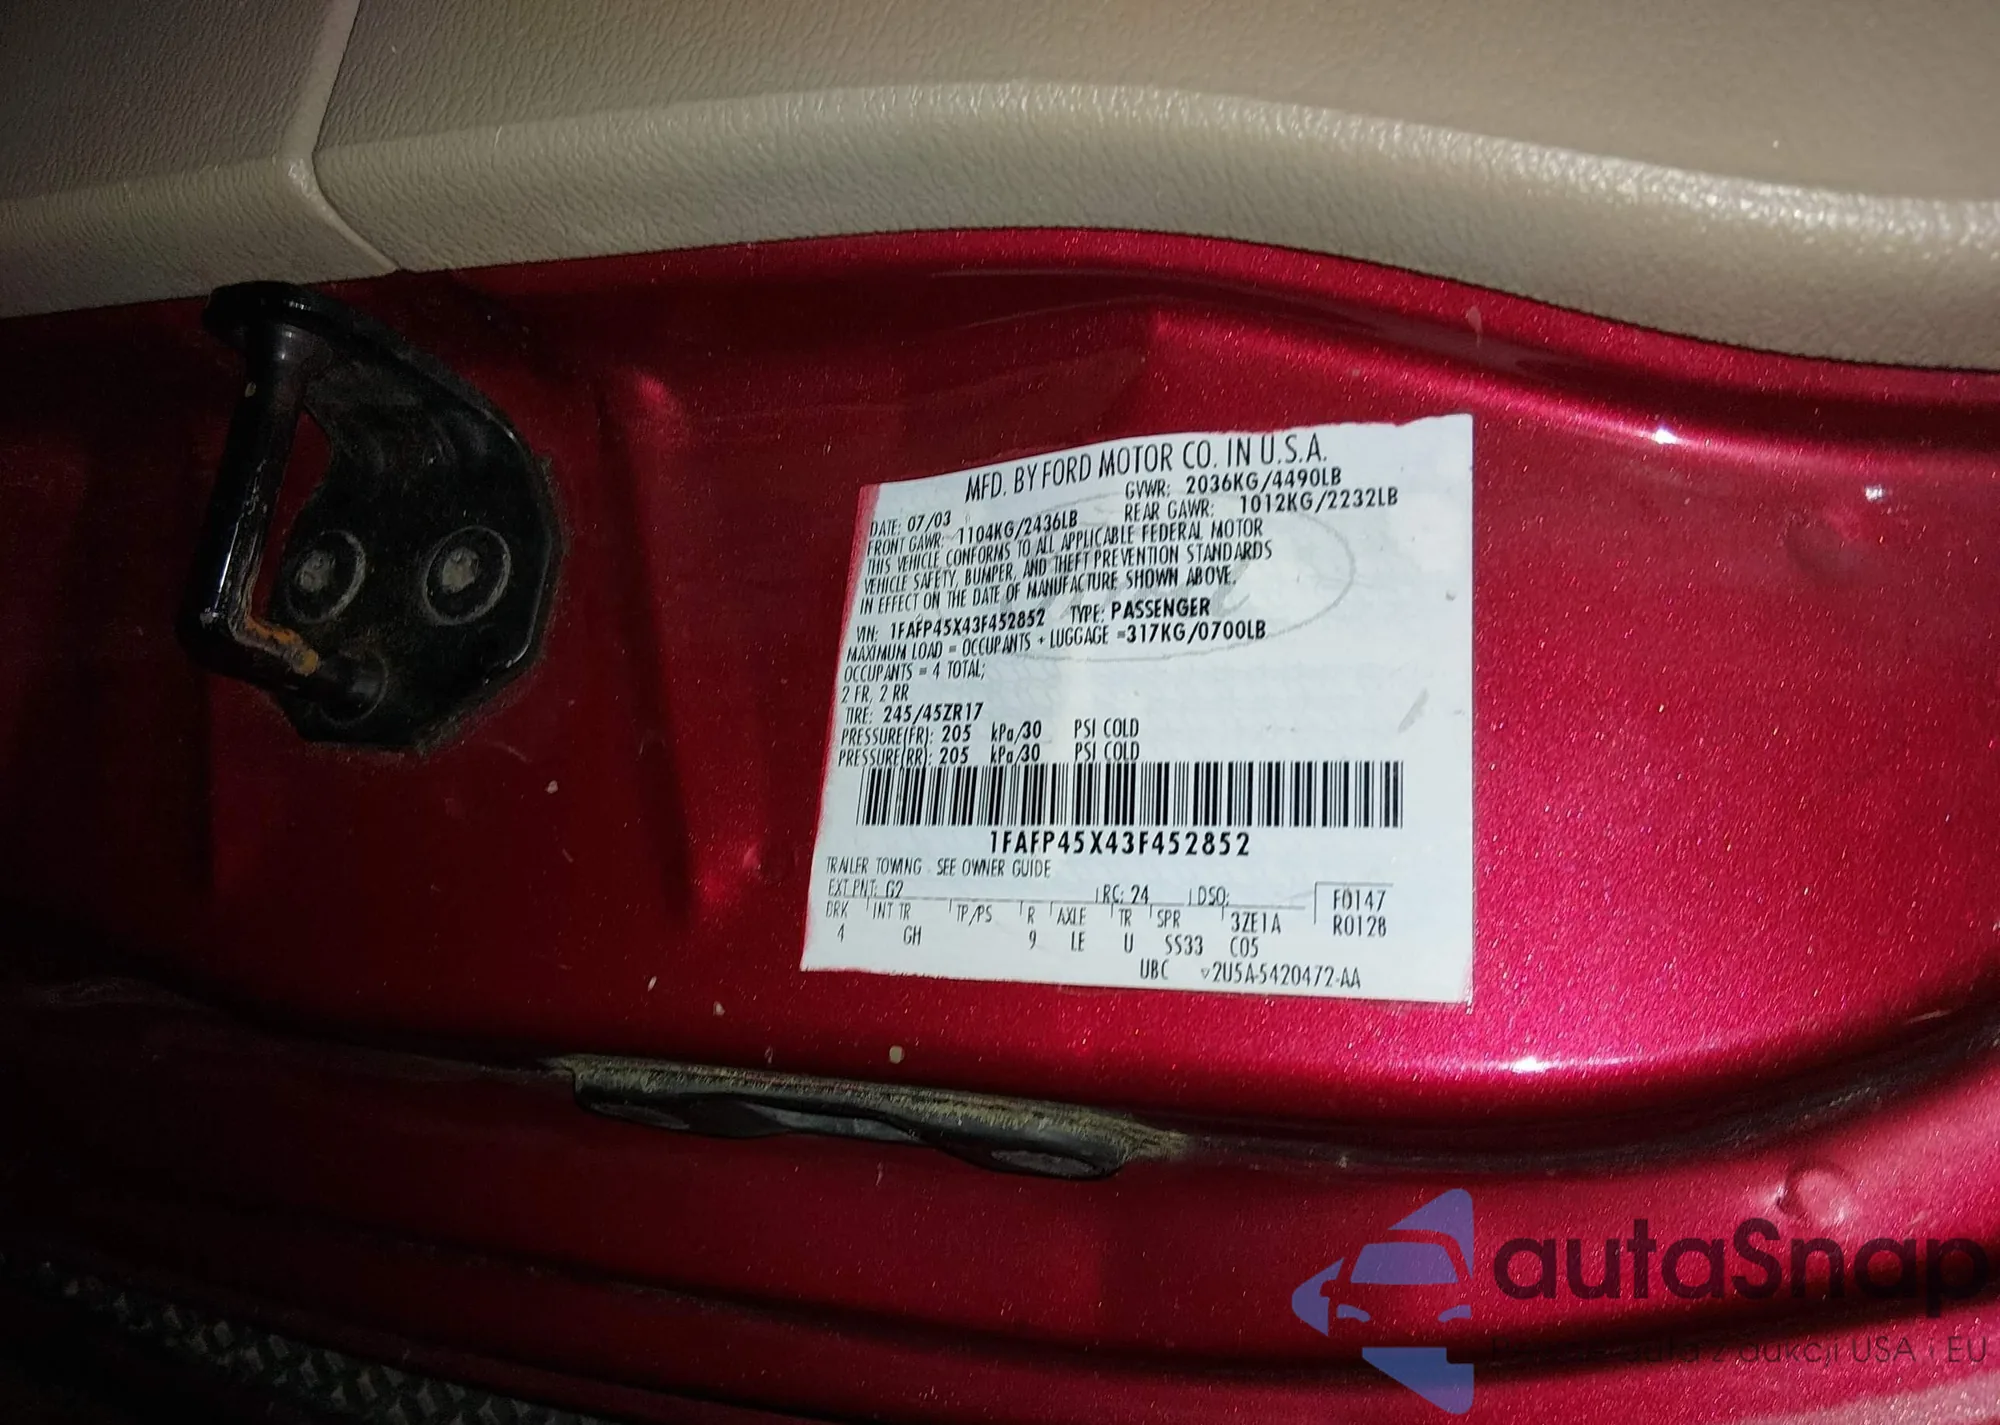 MFD. BY FORD MOTOR CO. IN U.S.A.
DATE: 07/03 GVWR: 2036KG/4490LB
FRONT GAWR: 1104KG/2436LB REAR GAWR: 1012KG/2232LB
THIS VEHICLE CONFORMS TO ALL APPLICABLE FEDERAL MOTOR
VEHICLE SAFETY, BUMPER, AND THEFT PREVENTION STANDARDS
IN EFFECT ON THE DATE OF MANUFACTURE SHOWN ABOVE.
VIN: 1FAFP45X43F452852 TYPE: PASSENGER
MAXIMUM LOAD = OCCUPANTS + LUGGAGE =317KG/0700LB
OCCUPANTS = 4 TOTAL;
2 FR, 2 RR
TIRE: 245/45ZR17
PRESSURE(FR): 205 kPa/30 PSI COLD
PRESSURE(RR): 205 kPa/30 PSI COLD
1FAFP45X43F452852
TRAILER TOWING - SEE OWNER GUIDE
EXT PNT: G2 RC: 24 DSO: F0147
BRK INT TR TP/PS R AXLE TR SPR 3ZE1A R0128
4 GH 9 LE U SS33 C05
UBC ▽2U5A-5420472-AA
autaSnap
auta z aukcji USA i EU